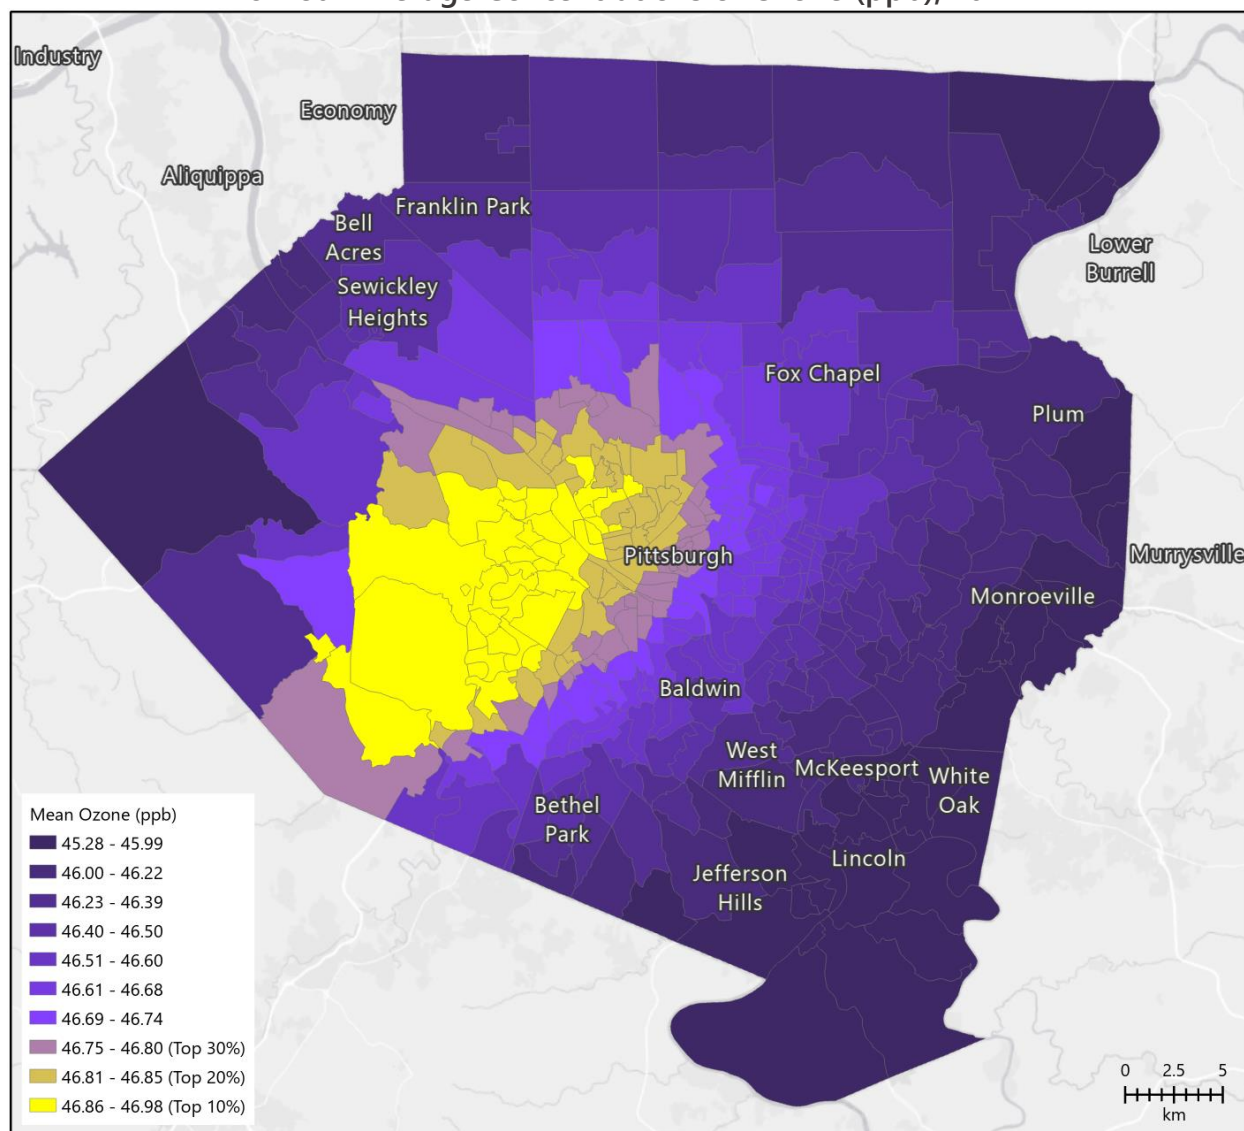 Industry
Economy
Aliquippa
Franklin Park
Bell
Acres
Sewickley
Heights
Lower
Burrell
Fox Chapel
Plum
Pittsburgh
Murrysville
Monroeville
Baldwin
West
Mifflin
McKeesport
White
Oak
Bethel
Park
Lincoln
Jefferson
Hills
Mean Ozone (ppb)
45.28 - 45.99
46.00 - 46.22
46.23 - 46.39
46.40 - 46.50
46.51 - 46.60
46.61 - 46.68
46.69 - 46.74
46.75 - 46.80 (Top 30%)
46.81 - 46.85 (Top 20%)
46.86 - 46.98 (Top 10%)
0 2.5 5
km